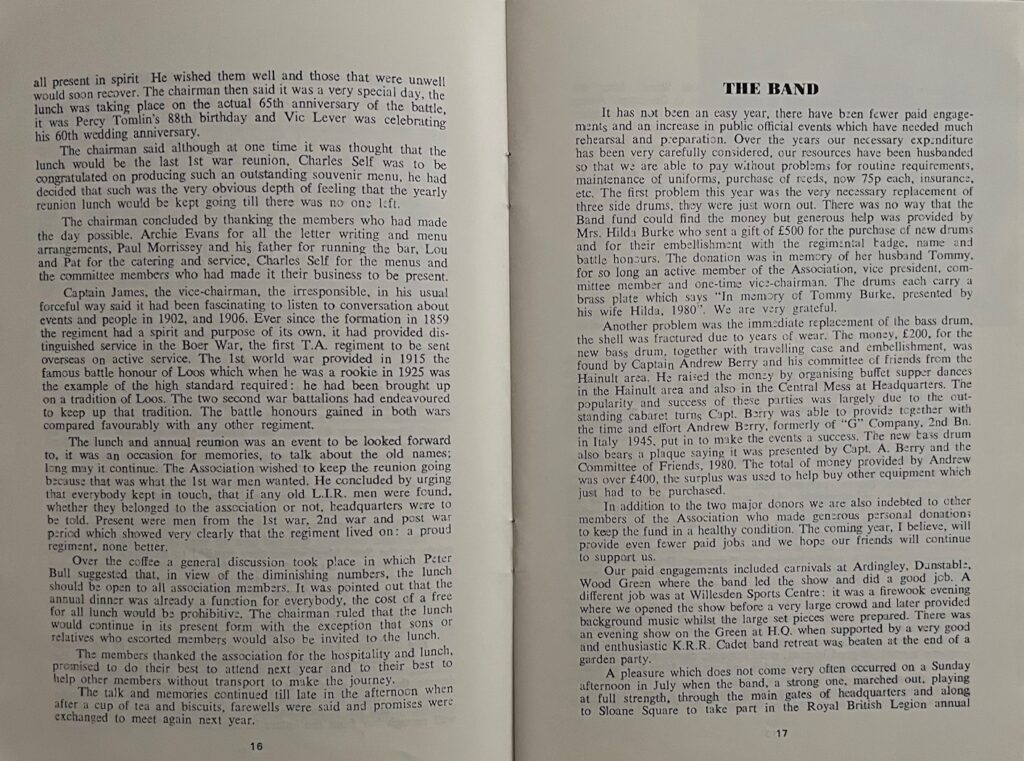 all present in spirit He wished them well and those that were unwell
would soon recover. The chairman then said it was a very special day, the
lunch was taking place on the actual 65th anniversary of the battle,
it was Percy Tomlin's 88th birthday and Vic Lever was celebrating
his 60th wedding anniversary.
The chairman said although at one time it was thought that the
lunch would be the last 1st war reunion, Charles Self was to be
congratulated on producing such an outstanding souvenir menu, he had
decided that such was the very obvious depth of feeling that the yearly
reunion lunch would be kept going till there was no one left.
The chairman concluded by thanking the members who had made
the day possible. Archie Evans for all the letter writing and menu
arrangements, Paul Morrissey and his father for running the bar, Lou
and Pat for the catering and service, Charles Self for the menus and
the committee members who had made it their business to be present.
Captain James, the vice-chairman, the irresponsible, in his usual
forceful way said it had been fascinating to listen to conversation about
events and people in 1902, and 1906. Ever since the formation in 1859
the regiment had a spirit and purpose of its own, it had provided dis-
tinguished service in the Boer War, the first T.A. regiment to be sent
overseas on active service. The 1st world war provided in 1915 the
famous battle honour of Loos which when he was a rookie in 1925 was
the example of the high standard required: he had been brought up
on a tradition of Loos. The two second war battalions had endeavoured
to keep up that tradition. The battle honours gained in both wars
compared favourably with any other regiment.
The lunch and annual reunion was an event to be looked forward
to, it was an occasion for memories, to talk about the old names;
long may it continue. The Association wished to keep the reunion going
because that was what the 1st war men wanted. He concluded by urging
that everybody kept in touch, that if any old L.I.R. men were found,
whether they belonged to the association or not, headquarters were to
be told. Present were men from the 1st war, 2nd war and post war
period which showed very clearly that the regiment lived on: a proud
regiment, none better.
Over the coffee a general discussion took place in which Peter
Bull suggested that, in view of the diminishing numbers, the lunch
should be open to all association members. It was pointed out that the
annual dinner was already a function for everybody, the cost of a free
for all lunch would be prohibitive. The chairman ruled that the lunch
would continue in its present form with the exception that sons or
relatives who escorted members would also be invited to the lunch.
The members thanked the association for the hospitality and lunch,
promised to do their best to attend next year and to their best to
help other members without transport to make the journey.
The talk and memories continued till late in the afternoon when
after a cup of tea and biscuits, farewells were said and promises were
exchanged to meet again next year.
16
THE BAND
It has not been an easy year, there have been fewer paid engage-
ments and an increase in public official events which have needed much
rehearsal and preparation. Over the years our necessary expenditure
has been very carefully considered, our resources have been husbanded
so that we are able to pay without problems for routine requirements,
maintenance of uniforms, purchase of reeds, now 75p each, insurance,
etc. The first problem this year was the very necessary replacement of
three side drums, they were just worn out. There was no way that the
Band fund could find the money but generous help was provided by
Mrs. Hilda Burke who sent a gift of £500 for the purchase of new drums
and for their embellishment with the regimental badge, name and
battle honours. The donation was in memory of her husband Tommy,
for so long an active member of the Association, vice president, com-
mittee member and one-time vice-chairman. The drums each carry a
brass plate which says "In memory of Tommy Burke, presented by
his wife Hilda, 1980". We are very grateful.
Another problem was the immediate replacement of the bass drum,
the shell was fractured due to years of wear. The money, £200, for the
new bass drum, together with travelling case and embellishment, was
found by Captain Andrew Berry and his committee of friends from the
Hainult area. He raised the money by organising buffet supper dances
in the Hainult area and also in the Central Mess at Headquarters. The
popularity and success of these parties was largely due to the out-
standing cabaret turns Capt. Berry was able to provide together with
the time and effort Andrew Berry, formerly of "G" Company, 2nd Bn.
in Italy 1945, put in to make the events a success. The new bass drum
also bears a plaque saying it was presented by Capt. A. Berry and the
Committee of Friends, 1980. The total of money provided by Andrew
was over £400, the surplus was used to help buy other equipment which
just had to be purchased.
In addition to the two major donors we are also indebted to other
members of the Association who made generous personal donations
to keep the fund in a healthy condition. The coming year, I believe, will
provide even fewer paid jobs and we hope our friends will continue
to support us.
Our paid engagements included carnivals at Ardingley, Dunstable,
Wood Green where the band led the show and did a good job. A
different job was at Willesden Sports Centre: it was a firewook evening
where we opened the show before a very large crowd and later provided
background music whilst the large set pieces were prepared. There was
an evening show on the Green at H.Q. when supported by a very good
and enthusiastic K.R.R. Cadet band retreat was beaten at the end of a
garden party.
A pleasure which does not come very often occurred on a Sunday
afternoon in July when the band, a strong one, marched out, playing
at full strength, through the main gates of headquarters and along
to Sloane Square to take part in the Royal British Legion annual
17